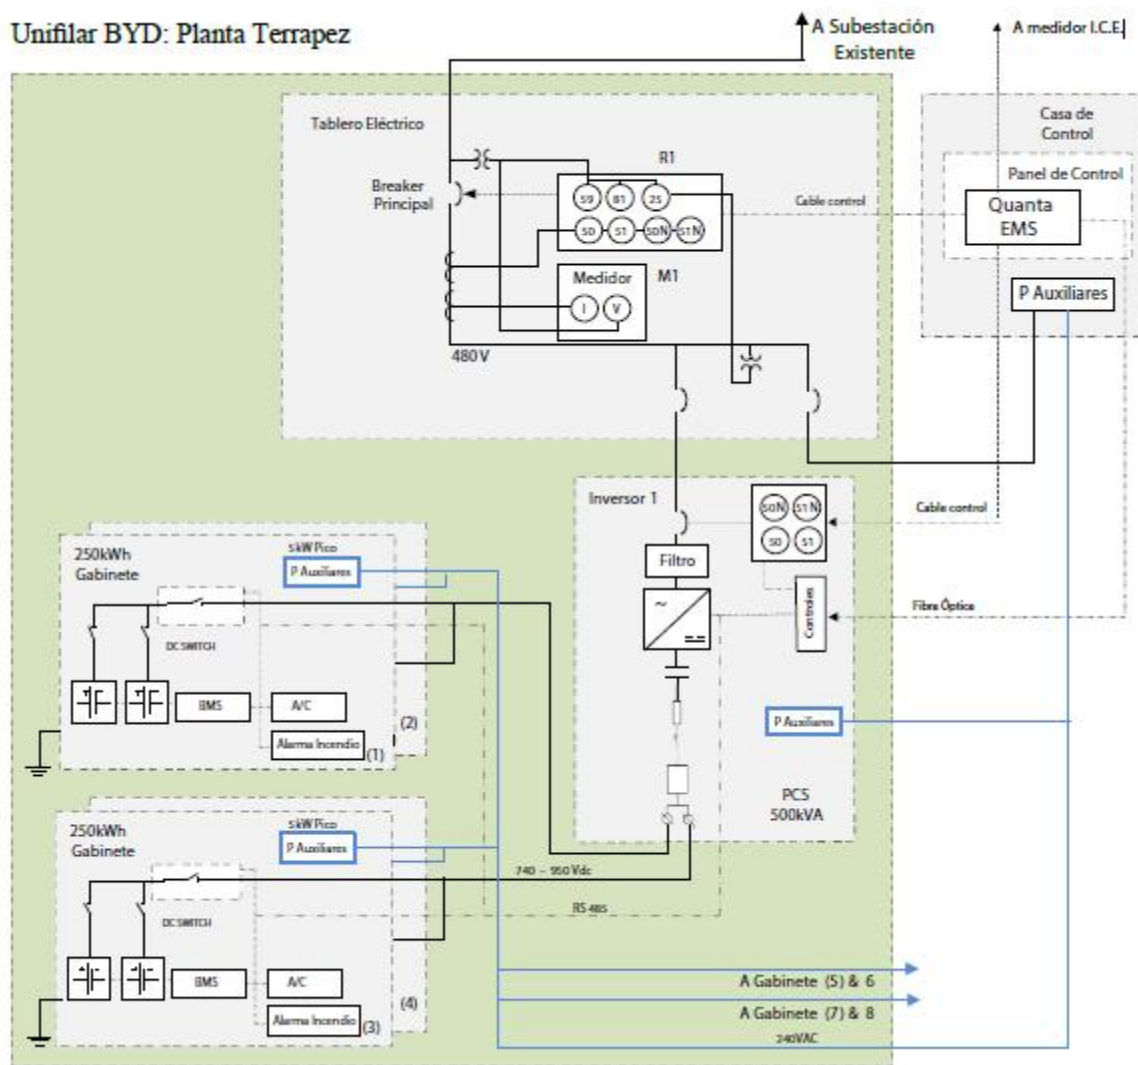 Unifilar BYD: Planta Terrapez
A Subestación
Existente
A medidor I.C.E.
Tablero Eléctrico
Casa de
Control
R1
Panel de Control
Breaker
Principal
59
81
25
Cable control
Quanta
EMS
50
51
50N
51N
Medidor
M1
I
V
P Auxiliares
480 V
Inversor 1
50N
51N
50
51
Cable control
Filtro
Controles
Fibra Óptica
P Auxiliares
PCS
500kVA
250kWh
Gabinete
5kW Pico
P Auxiliares
DC SWITCH
BMS
A/C
Alarma Incendio
(1)
(2)
250kWh
Gabinete
5kW Pico
P Auxiliares
740 – 950 Vdc
DC SWITCH
RS 485
BMS
A/C
Alarma Incendio
(3)
(4)
A Gabinete (5) & 6
A Gabinete (7) & 8
240VAC